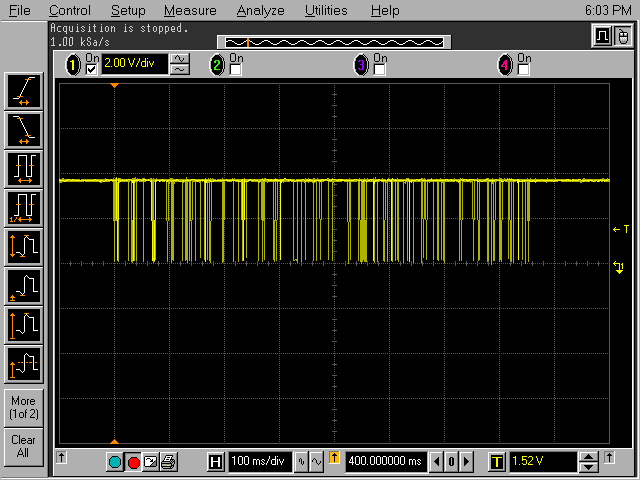 File Control Setup Measure Analyze Utilities Help 6:03 PM
Acquisition is stopped.
1.00 kSa/s
1 On 2.00 V/div 2 On 3 On 4 On
T
1
More
(1of 2)
Clear
All
H 100 ms/div 400.000000 ms 0 T 1.52 V